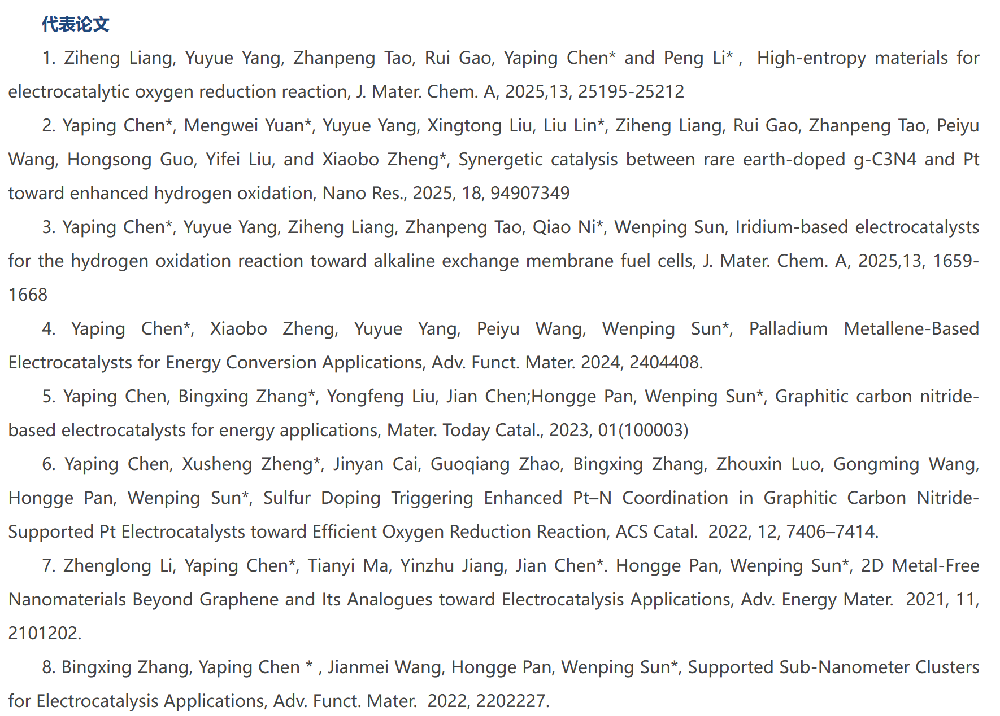 代表论文
1. Ziheng Liang, Yuyue Yang, Zhanpeng Tao, Rui Gao, Yaping Chen* and Peng Li* ,  High-entropy materials for
electrocatalytic oxygen reduction reaction, J. Mater. Chem. A, 2025,13, 25195-25212
2. Yaping Chen*, Mengwei Yuan*, Yuyue Yang, Xingtong Liu, Liu Lin*, Ziheng Liang, Rui Gao, Zhanpeng Tao, Peiyu
Wang, Hongsong Guo, Yifei Liu, and Xiaobo Zheng*, Synergetic catalysis between rare earth-doped g-C3N4 and Pt
toward enhanced hydrogen oxidation, Nano Res., 2025, 18, 94907349
3. Yaping Chen*, Yuyue Yang, Ziheng Liang, Zhanpeng Tao, Qiao Ni*, Wenping Sun, Iridium-based electrocatalysts
for the hydrogen oxidation reaction toward alkaline exchange membrane fuel cells, J. Mater. Chem. A, 2025,13, 1659-
1668
4. Yaping Chen*, Xiaobo Zheng, Yuyue Yang, Peiyu Wang, Wenping Sun*, Palladium Metallene-Based
Electrocatalysts for Energy Conversion Applications, Adv. Funct. Mater. 2024, 2404408.
5. Yaping Chen, Bingxing Zhang*, Yongfeng Liu, Jian Chen;Hongge Pan, Wenping Sun*, Graphitic carbon nitride-
based electrocatalysts for energy applications, Mater. Today Catal., 2023, 01(100003)
6. Yaping Chen, Xusheng Zheng*, Jinyan Cai, Guoqiang Zhao, Bingxing Zhang, Zhouxin Luo, Gongming Wang,
Hongge Pan, Wenping Sun*, Sulfur Doping Triggering Enhanced Pt–N Coordination in Graphitic Carbon Nitride-
Supported Pt Electrocatalysts toward Efficient Oxygen Reduction Reaction, ACS Catal.  2022, 12, 7406–7414.
7. Zhenglong Li, Yaping Chen*, Tianyi Ma, Yinzhu Jiang, Jian Chen*. Hongge Pan, Wenping Sun*, 2D Metal-Free
Nanomaterials Beyond Graphene and Its Analogues toward Electrocatalysis Applications, Adv. Energy Mater.  2021, 11,
2101202.
8. Bingxing Zhang, Yaping Chen * , Jianmei Wang, Hongge Pan, Wenping Sun*, Supported Sub-Nanometer Clusters
for Electrocatalysis Applications, Adv. Funct. Mater.  2022, 2202227.